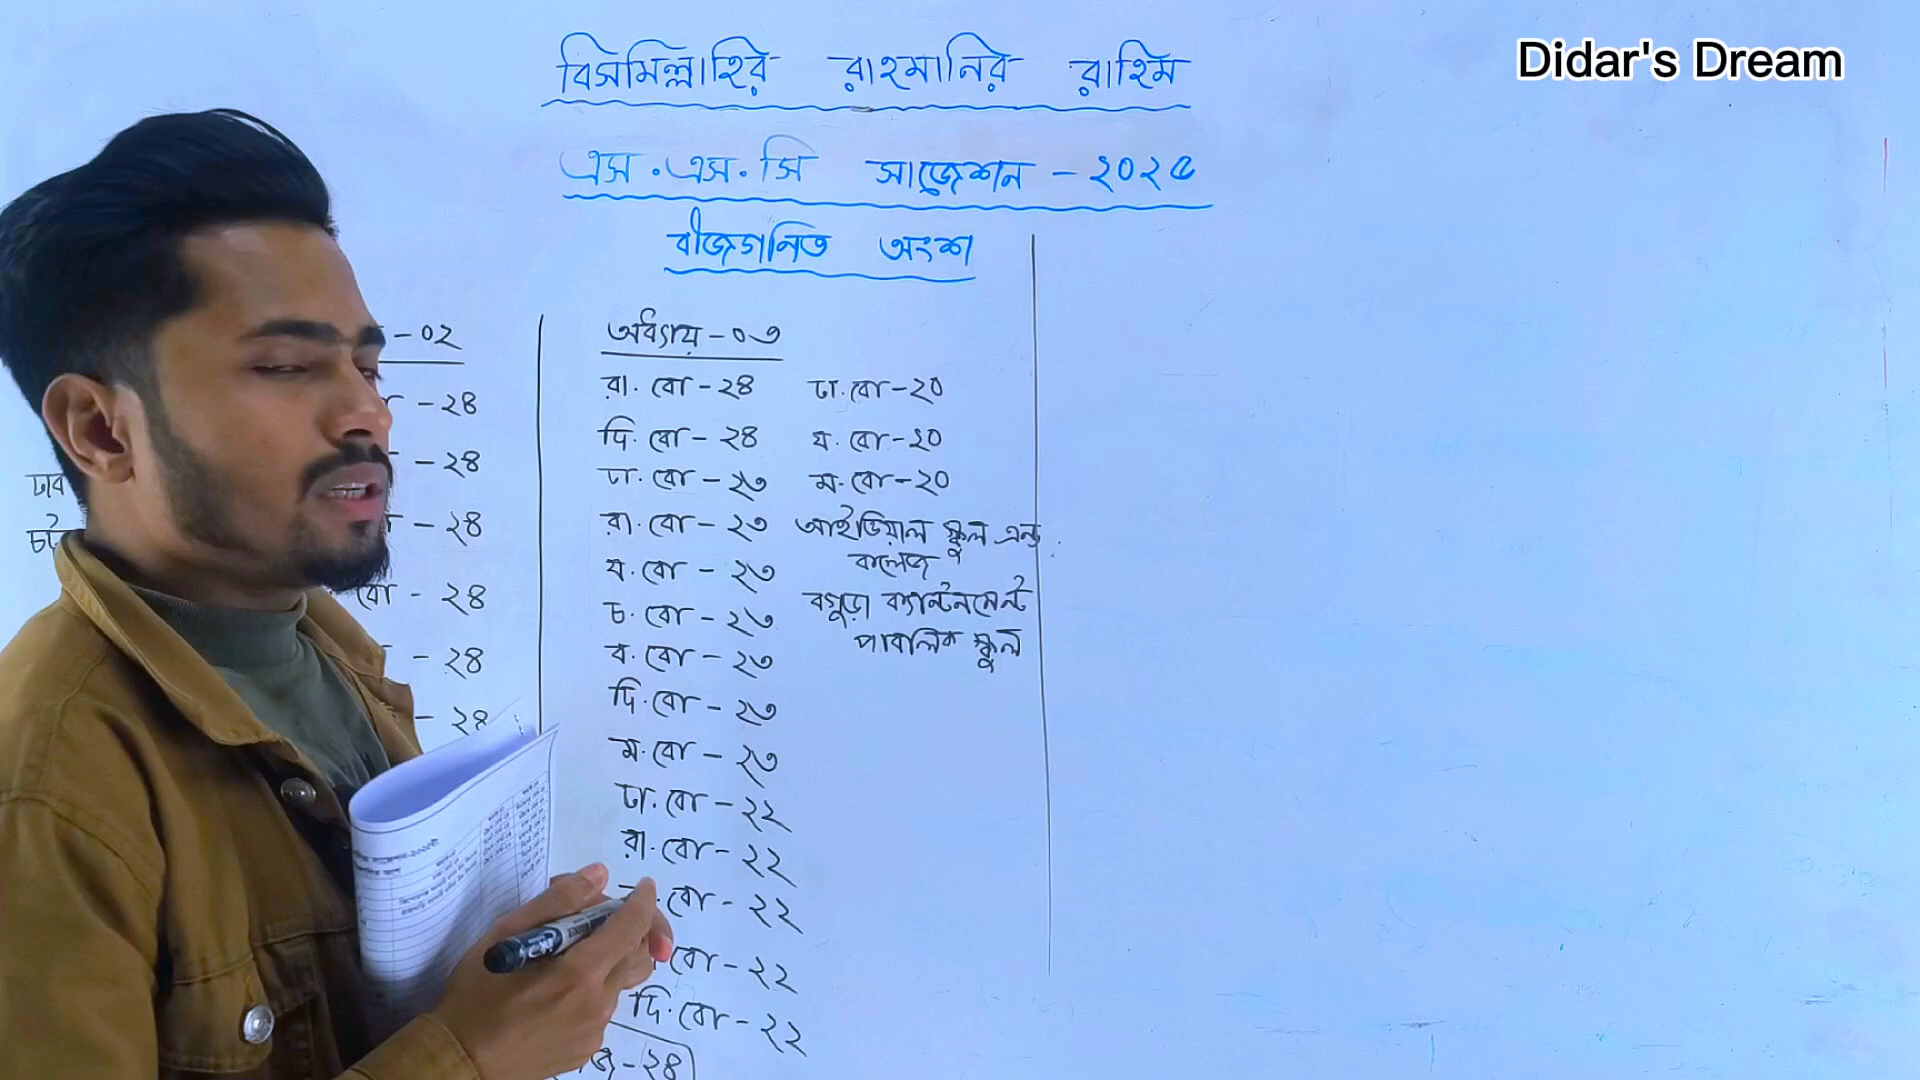 Didar's Dream
বিসমিল্লাহির রাহমানির রাহিম
এস.এস.সি সাজেশন - ২০২৫
বীজগনিত অংশ
- ০২
- ২৪
- ২৪
- ২৪
বো - ২৪
- ২৪
- ২৪
অধ্যায় - ০৩
রা. বো - ২৪
দি. বো - ২৪
ঢা. বো - ২৩
রা. বো - ২৩
য. বো - ২৩
চ. বো - ২৩
ব. বো - ২৩
দি. বো - ২৩
ম. বো - ২৩
ঢা. বো - ২২
রা. বো - ২২
বো - ২২
বো - ২২
দি. বো - ২২
- ২৪
ঢা. বো - ২০
য. বো - ২০
ম. বো - ২০
আইডিয়াল স্কুল এন্ড
কলেজ
বগুড়া ক্যান্টনমেন্ট
পাবলিক স্কুল